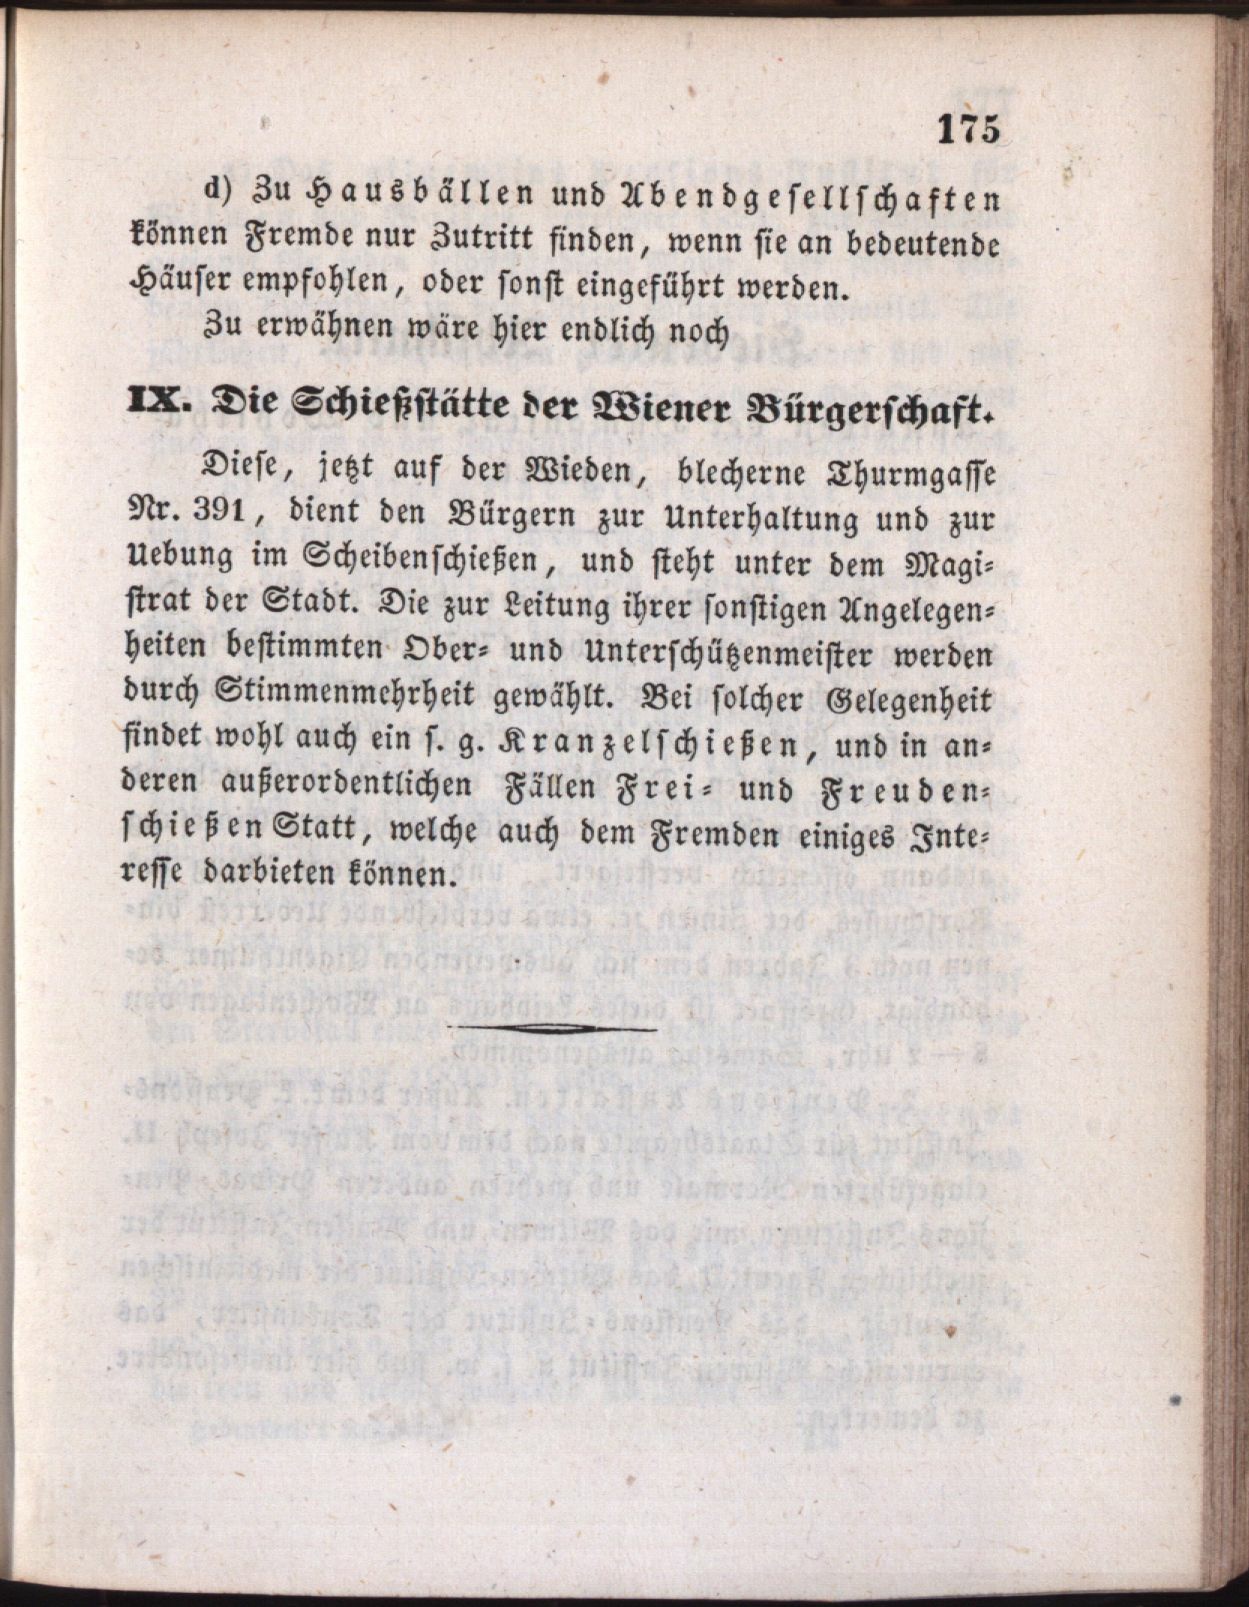 175
d) Zu Hausbällen und Abendgesellschaften
können Fremde nur Zutritt finden, wenn sie an bedeutende
Häuser empfohlen, oder sonst eingeführt werden.
Zu erwähnen wäre hier endlich noch
IX. Die Schießstätte der Wiener Bürgerschaft.
Diese, jetzt auf der Wieden, blecherne Thurmgasse
Nr. 391, dient den Bürgern zur Unterhaltung und zur
Uebung im Scheibenschießen, und steht unter dem Magi-
strat der Stadt. Die zur Leitung ihrer sonstigen Angelegen-
heiten bestimmten Ober- und Unterschützenmeister werden
durch Stimmenmehrheit gewählt. Bei solcher Gelegenheit
findet wohl auch ein s. g. Kranzelschießen, und in an-
deren außerordentlichen Fällen Frei- und Freuden-
schießen Statt, welche auch dem Fremden einiges Inte-
resse darbieten können.